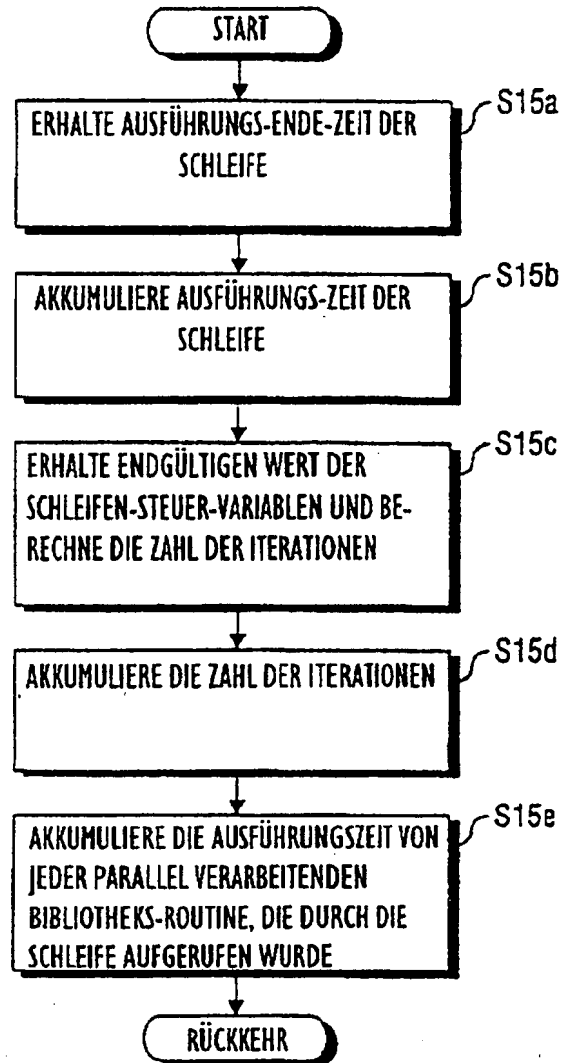 START
S15a
ERHALTE AUSFÜHRUNGS-ENDE-ZEIT DER
SCHLEIFE
S15b
AKKUMULIERE AUSFÜHRUNGS-ZEIT DER
SCHLEIFE
S15c
ERHALTE ENDGÜLTIGEN WERT DER
SCHLEIFEN-STEUER-VARIABLEN UND BE-
RECHNE DIE ZAHL DER ITERATIONEN
S15d
AKKUMULIERE DIE ZAHL DER ITERATIONEN
S15e
AKKUMULIERE DIE AUSFÜHRUNGSZEIT VON
JEDER PARALLEL VERARBEITENDEN
BIBLIOTHEKS-ROUTINE, DIE DURCH DIE
SCHLEIFE AUFGERUFEN WURDE
RÜCKKEHR